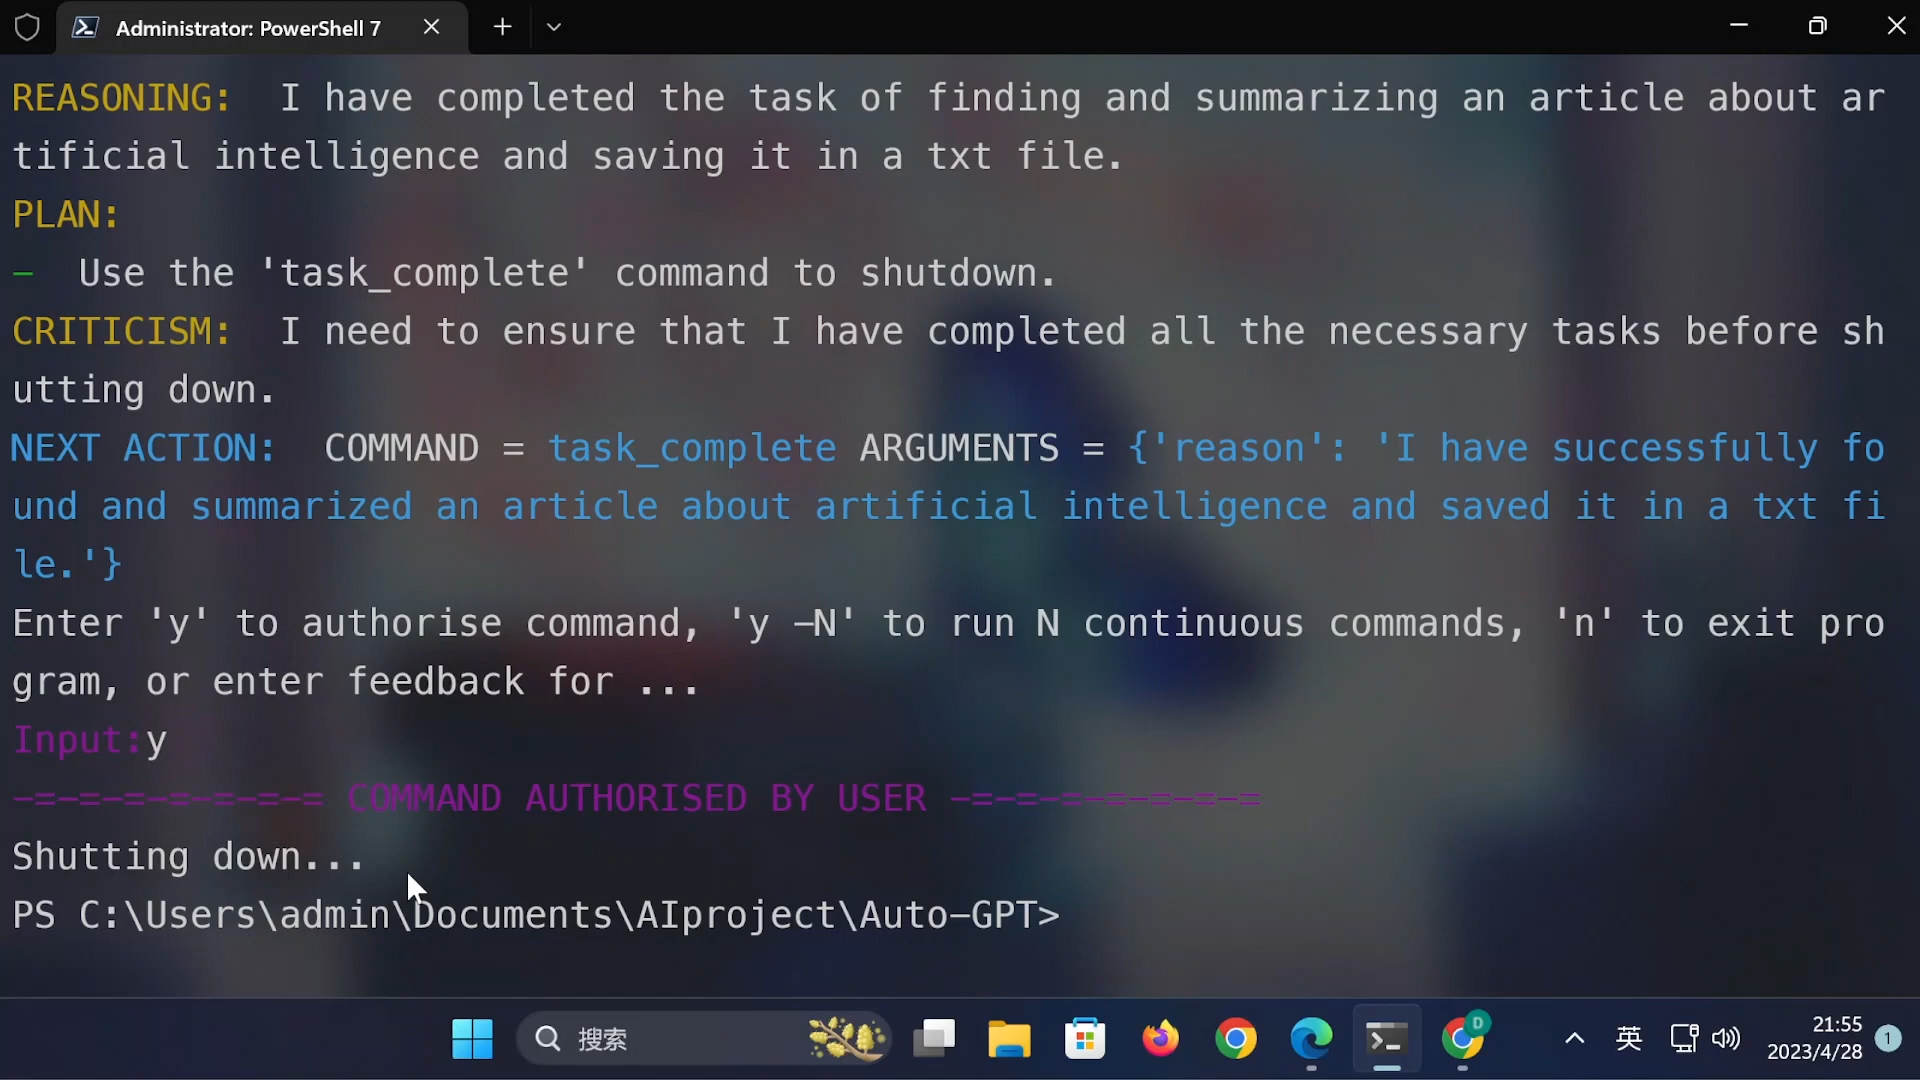 Administrator: PowerShell 7
REASONING:  I have completed the task of finding and summarizing an article about ar
tificial intelligence and saving it in a txt file.
PLAN:
-  Use the 'task_complete' command to shutdown.
CRITICISM:  I need to ensure that I have completed all the necessary tasks before sh
utting down.
NEXT ACTION:  COMMAND = task_complete ARGUMENTS = {'reason': 'I have successfully fo
und and summarized an article about artificial intelligence and saved it in a txt fi
le.'}
Enter 'y' to authorise command, 'y -N' to run N continuous commands, 'n' to exit pro
gram, or enter feedback for ...
Input:y
-=-=-=-=-=-=-= COMMAND AUTHORISED BY USER -=-=-=-=-=-=-=
Shutting down...
PS C:\Users\admin\Documents\AIproject\Auto-GPT>
搜索
D
英
21:55
2023/4/28
1